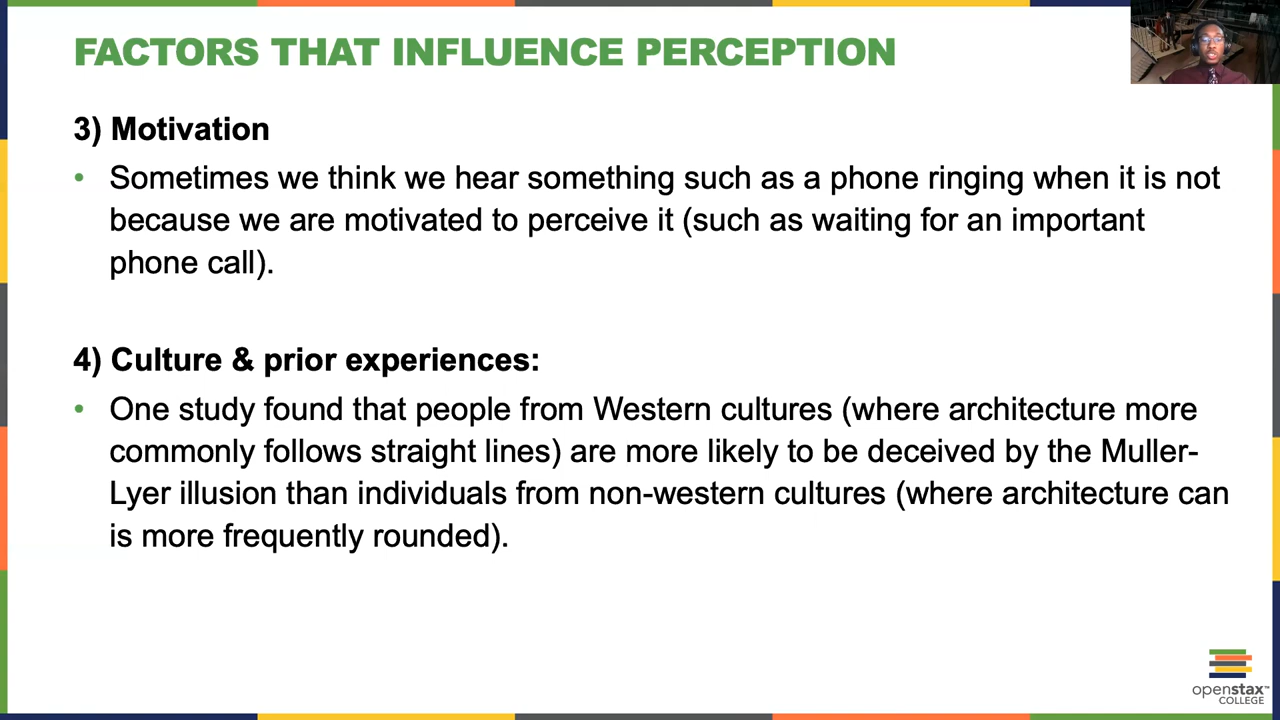 FACTORS THAT INFLUENCE PERCEPTION
3) Motivation
• Sometimes we think we hear something such as a phone ringing when it is not
because we are motivated to perceive it (such as waiting for an important
phone call).
4) Culture & prior experiences:
• One study found that people from Western cultures (where architecture more
commonly follows straight lines) are more likely to be deceived by the Muller-
Lyer illusion than individuals from non-western cultures (where architecture can
is more frequently rounded).
openstax™
COLLEGE